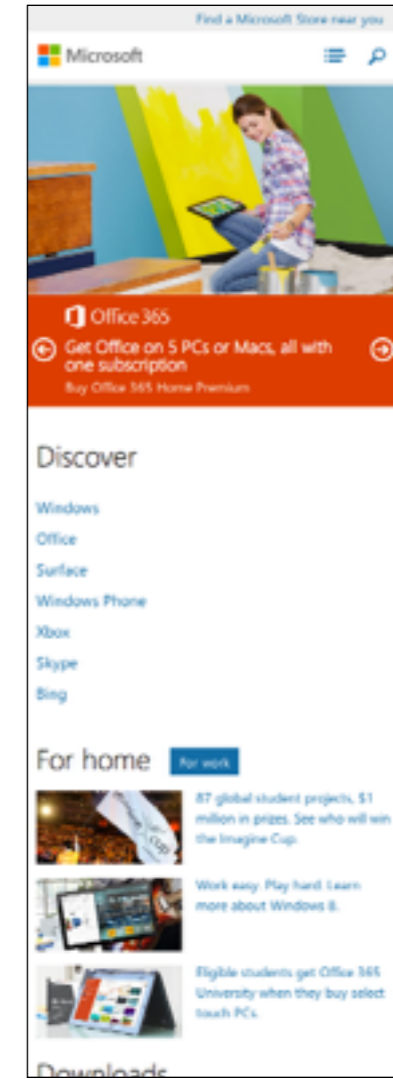 Find a Microsoft Store near you
Microsoft
Office 365
Get Office on 5 PCs or Macs, all with
one subscription
Buy Office 365 Home Premium
Discover
Windows
Office
Surface
Windows Phone
Xbox
Skype
Bing
For home
For work
87 global student projects, $1
million in prizes. See who will win
the Imagine Cup.
Work easy. Play hard. Learn
more about Windows 8.
Eligible students get Office 365
University when they buy select
touch PCs.
Downloads